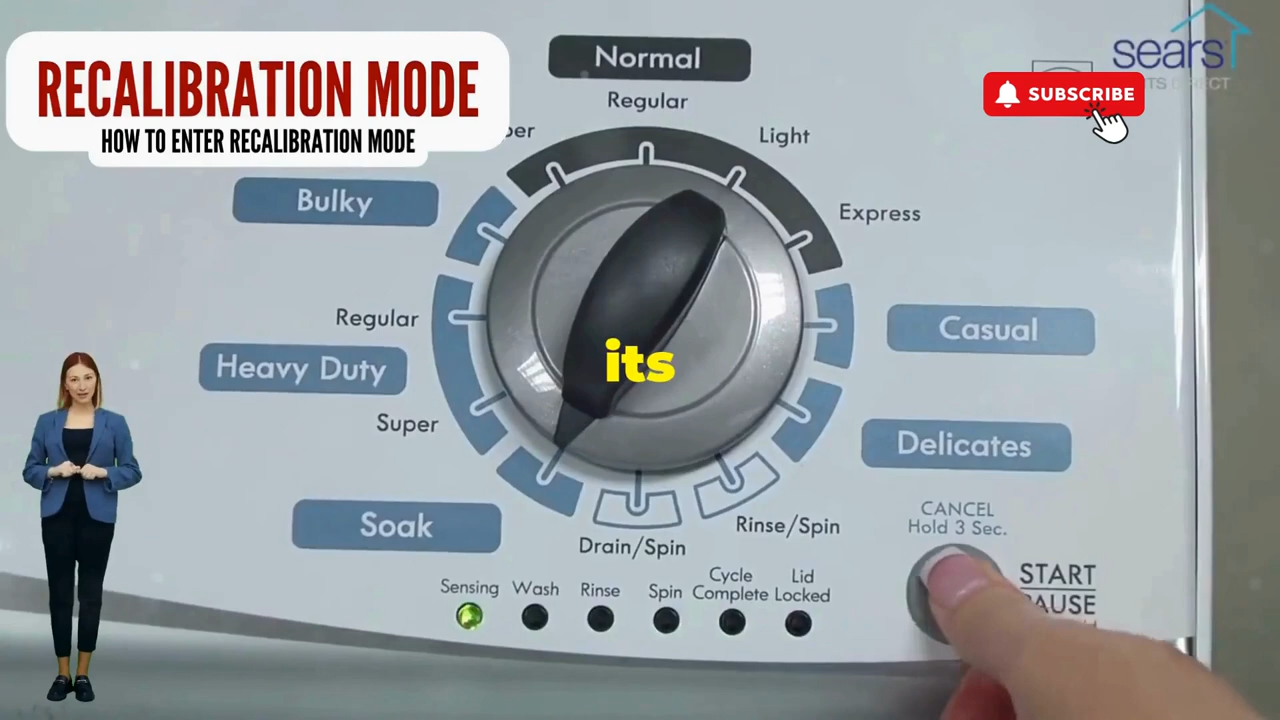 RECALIBRATION MODE
HOW TO ENTER RECALIBRATION MODE
sears
DIRECT
SUBSCRIBE
Normal
Regular
Light
Express
Bulky
Regular
Heavy Duty
Super
Casual
Delicates
its
Soak
Drain/Spin
Rinse/Spin
CANCEL
Hold 3 Sec.
START
Sensing
Wash
Rinse
Spin
Cycle
Complete
Lid
Locked